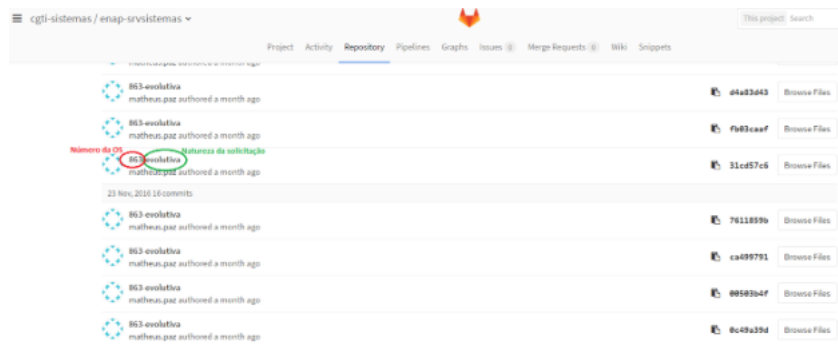 cgti-sistemas / enap-srvsistemas
This project Search
Project Activity Repository Pipelines Graphs Issues 0 Merge Requests 0 Wiki Snippets
matheus.paz authored a month ago
863-evolutiva
matheus.paz authored a month ago
d4a83d43 Browse Files
863-evolutiva
matheus.paz authored a month ago
fb03caaf Browse Files
Número da OS Natureza da solicitação
863-evolutiva
matheus.paz authored a month ago
31cd57c6 Browse Files
23 Nov, 2016 16 commits
863-evolutiva
matheus.paz authored a month ago
7611859b Browse Files
863-evolutiva
matheus.paz authored a month ago
ca499791 Browse Files
863-evolutiva
matheus.paz authored a month ago
00503b4f Browse Files
863-evolutiva
matheus.paz authored a month ago
0c49a39d Browse Files